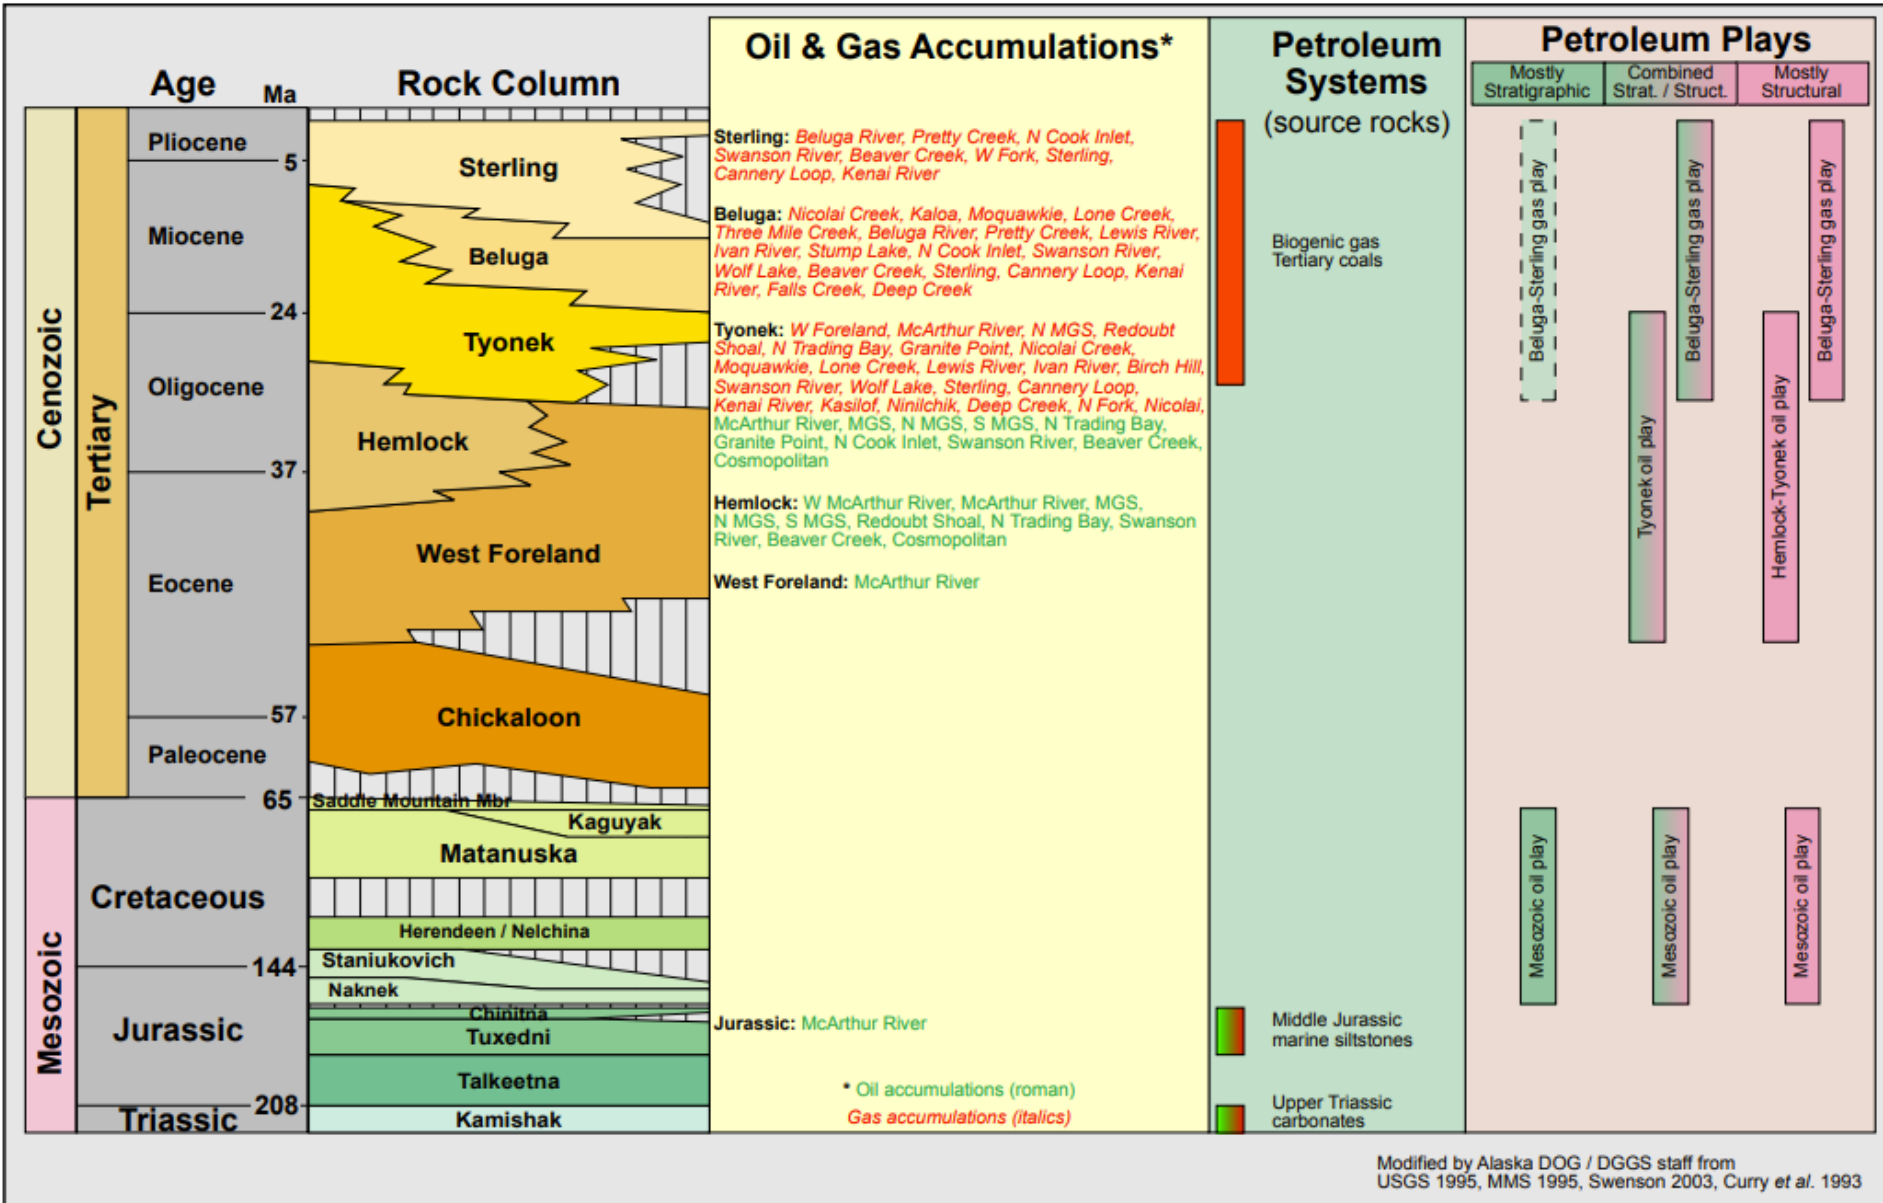 Age
Ma
Rock Column
Oil & Gas Accumulations*
Petroleum
Systems
(source rocks)
Petroleum Plays
Mostly
Stratigraphic
Combined
Strat. / Struct.
Mostly
Structural
Cenozoic
Tertiary
Pliocene
5
Miocene
24
Oligocene
37
Eocene
57
Paleocene
65
Mesozoic
Cretaceous
144
Jurassic
208
Triassic
Sterling
Beluga
Tyonek
Hemlock
West Foreland
Chickaloon
Saddle Mountain Mbr
Kaguyak
Matanuska
Herendeen / Nelchina
Staniukovich
Naknek
Chinitna
Tuxedni
Talkeetna
Kamishak
Sterling: Beluga River, Pretty Creek, N Cook Inlet,
Swanson River, Beaver Creek, W Fork, Sterling,
Cannery Loop, Kenai River
Beluga: Nicolai Creek, Kaloa, Moquawkie, Lone Creek,
Three Mile Creek, Beluga River, Pretty Creek, Lewis River,
Ivan River, Stump Lake, N Cook Inlet, Swanson River,
Wolf Lake, Beaver Creek, Sterling, Cannery Loop, Kenai
River, Falls Creek, Deep Creek
Tyonek: W Foreland, McArthur River, N MGS, Redoubt
Shoal, N Trading Bay, Granite Point, Nicolai Creek,
Moquawkie, Lone Creek, Lewis River, Ivan River, Birch Hill,
Swanson River, Wolf Lake, Sterling, Cannery Loop,
Kenai River, Kasilof, Ninilchik, Deep Creek, N Fork, Nicolai,
McArthur River, MGS, N MGS, S MGS, N Trading Bay,
Granite Point, N Cook Inlet, Swanson River, Beaver Creek,
Cosmopolitan
Hemlock: W McArthur River, McArthur River, MGS,
N MGS, S MGS, Redoubt Shoal, N Trading Bay, Swanson
River, Beaver Creek, Cosmopolitan
West Foreland: McArthur River
Jurassic: McArthur River
* Oil accumulations (roman)
Gas accumulations (italics)
Biogenic gas
Tertiary coals
Middle Jurassic
marine siltstones
Upper Triassic
carbonates
Beluga-Sterling gas play
Beluga-Sterling gas play
Beluga-Sterling gas play
Tyonek oil play
Hemlock-Tyonek oil play
Mesozoic oil play
Mesozoic oil play
Mesozoic oil play
Modified by Alaska DOG / DGGS staff from
USGS 1995, MMS 1995, Swenson 2003, Curry et al. 1993